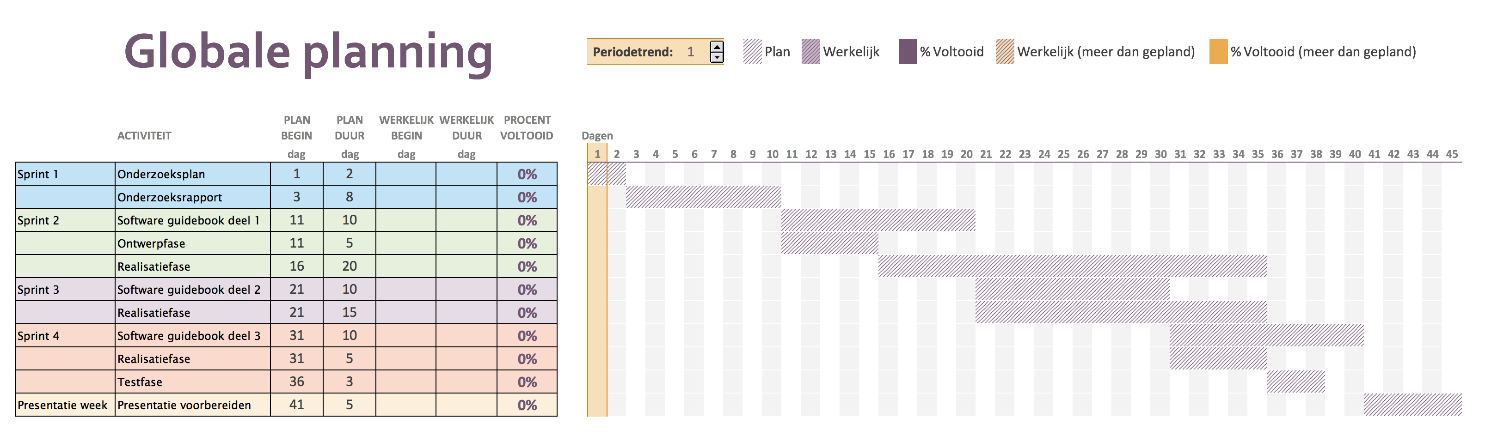 Globale planning
Periodetrend: 1 Plan Werkelijk % Voltooid Werkelijk (meer dan gepland) % Voltooid (meer dan gepland)
PLAN PLAN WERKELIJK WERKELIJK PROCENT
ACTIVITEIT BEGIN DUUR BEGIN DUUR VOLTOOID Dagen
dag dag dag dag 1 2 3 4 5 6 7 8 9 10 11 12 13 14 15 16 17 18 19 20 21 22 23 24 25 26 27 28 29 30 31 32 33 34 35 36 37 38 39 40 41 42 43 44 45
Sprint 1 Onderzoeksplan 1 2 0%
Onderzoeksrapport 3 8 0%
Sprint 2 Software guidebook deel 1 11 10 0%
Ontwerpfase 11 5 0%
Realisatiefase 16 20 0%
Sprint 3 Software guidebook deel 2 21 10 0%
Realisatiefase 21 15 0%
Sprint 4 Software guidebook deel 3 31 10 0%
Realisatiefase 31 5 0%
Testfase 36 3 0%
Presentatie week Presentatie voorbereiden 41 5 0%